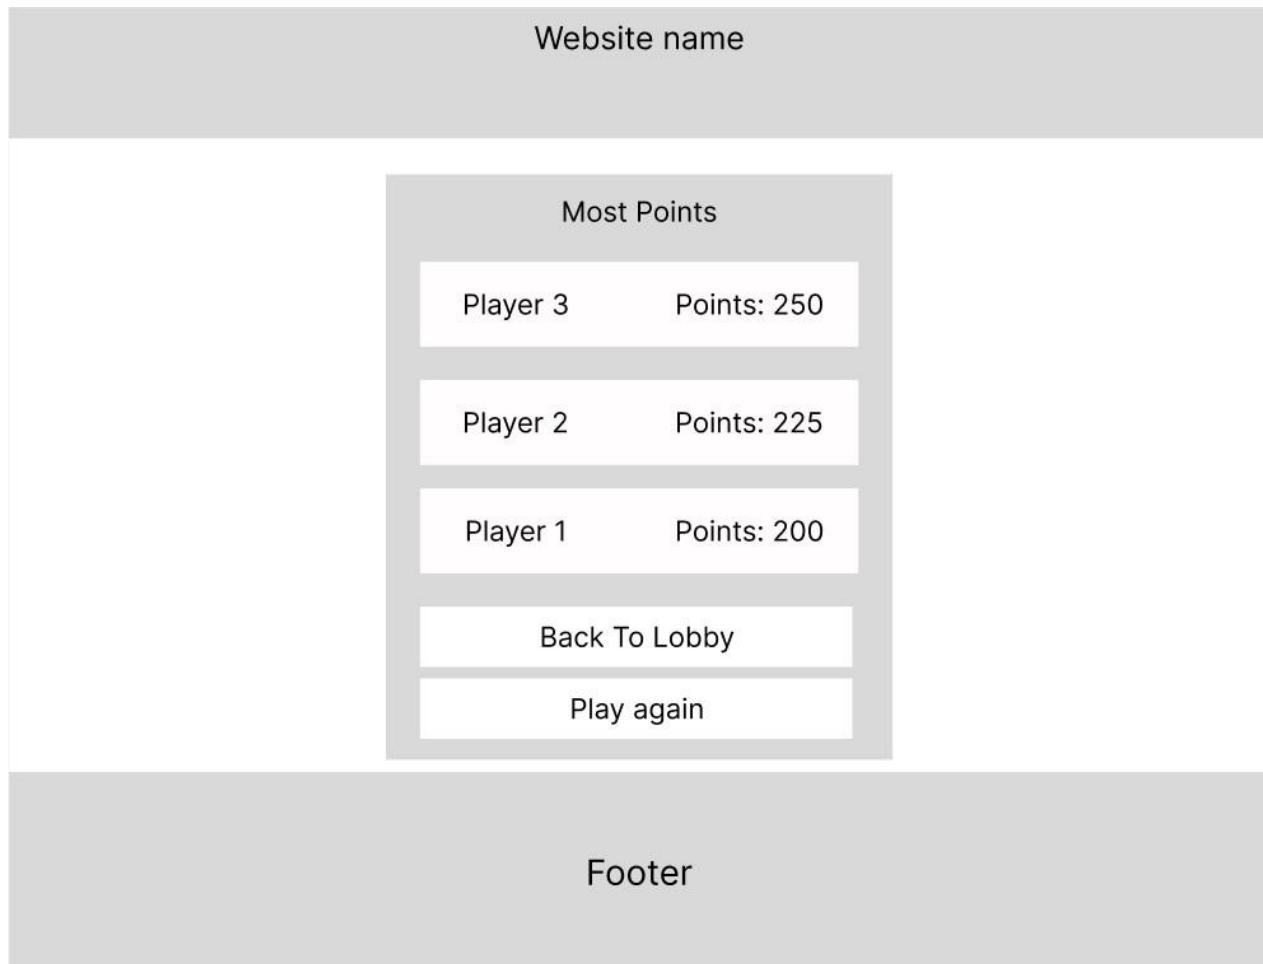 Website name
Most Points
Player 3 Points: 250
Player 2 Points: 225
Player 1 Points: 200
Back To Lobby
Play again
Footer